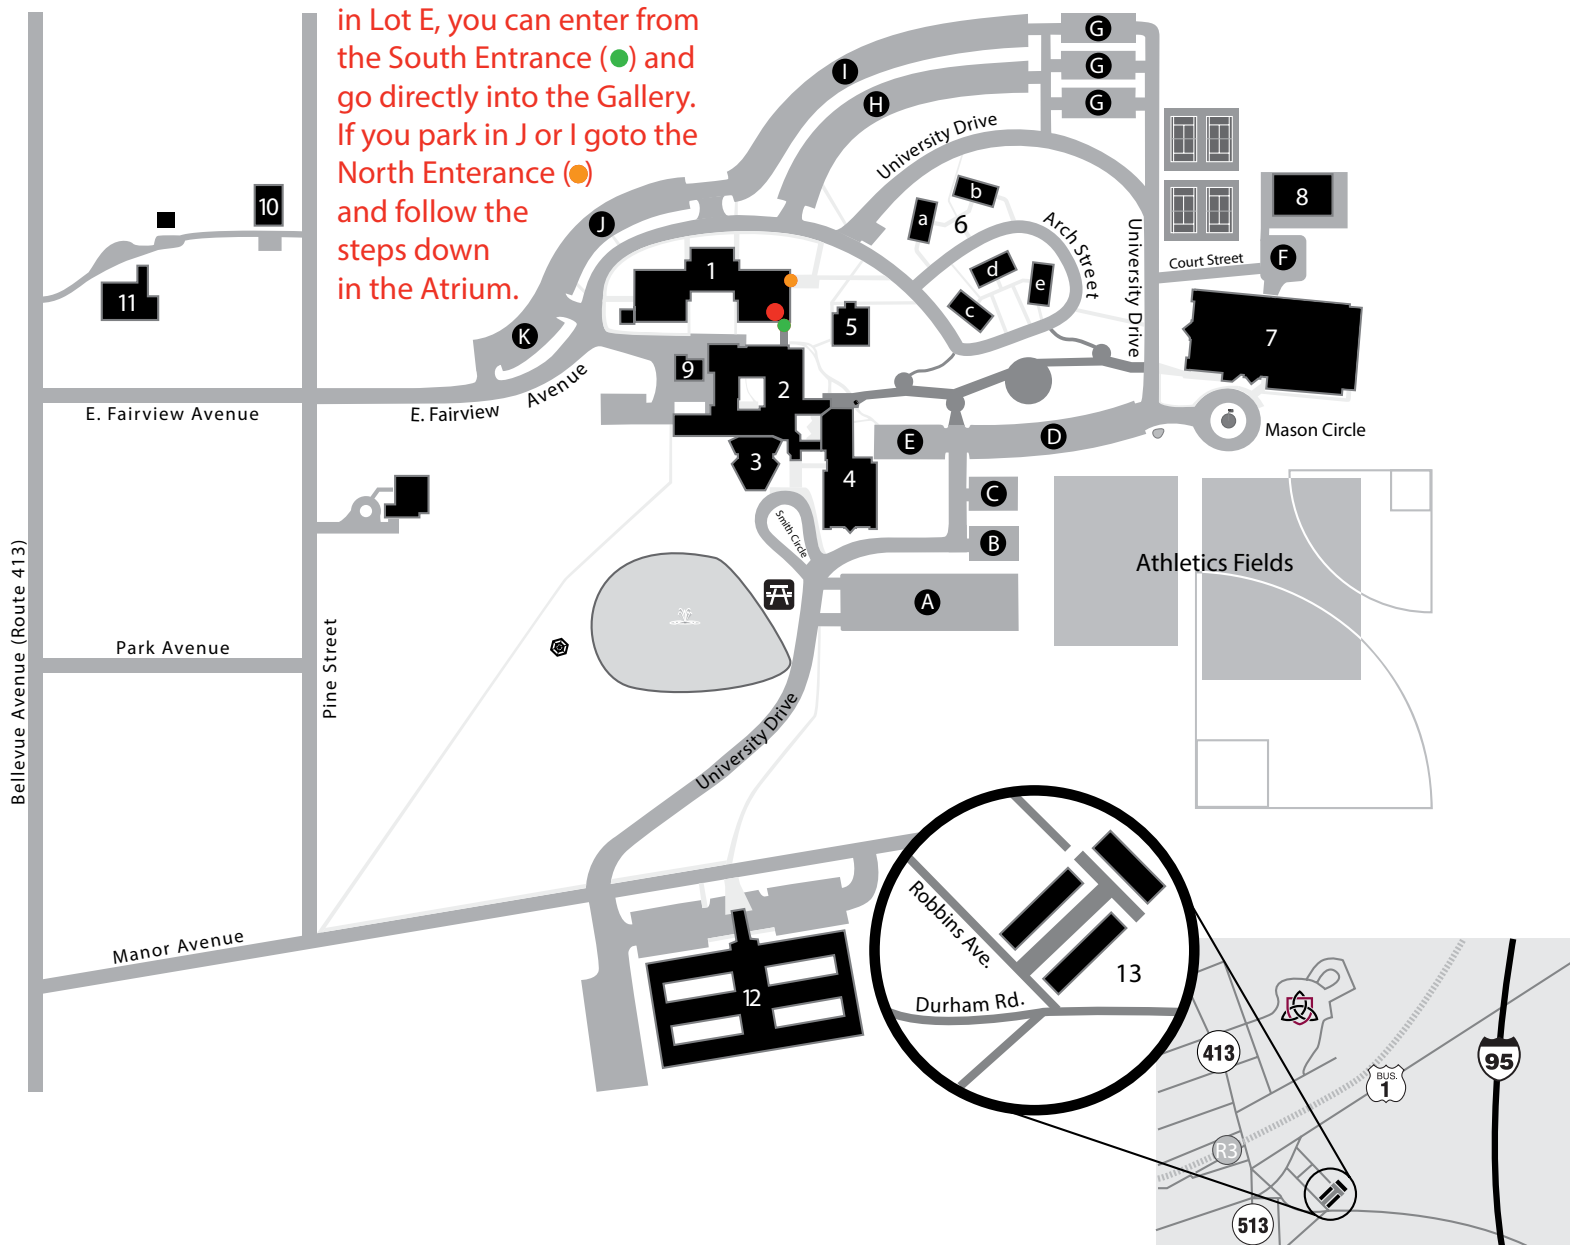 in Lot E, you can enter from
the South Entrance ( ) and
go directly into the Gallery.
If you park in J or I goto the
North Enterance ( )
and follow the
steps down
in the Atrium.
G
G
G
I
H
University Drive
J
K
a
b
6
Arch Street
d
e
c
University Drive
8
Court Street
F
10
11
1
5
7
9
2
E. Fairview Avenue
E. Fairview
Avenue
E
D
Mason Circle
3
4
C
B
Smith Circle
A
Athletics Fields
Bellevue Avenue (Route 413)
Park Avenue
Pine Street
University Drive
Manor Avenue
12
Robbins Ave.
13
Durham Rd.
413
95
BUS.
1
R3
513